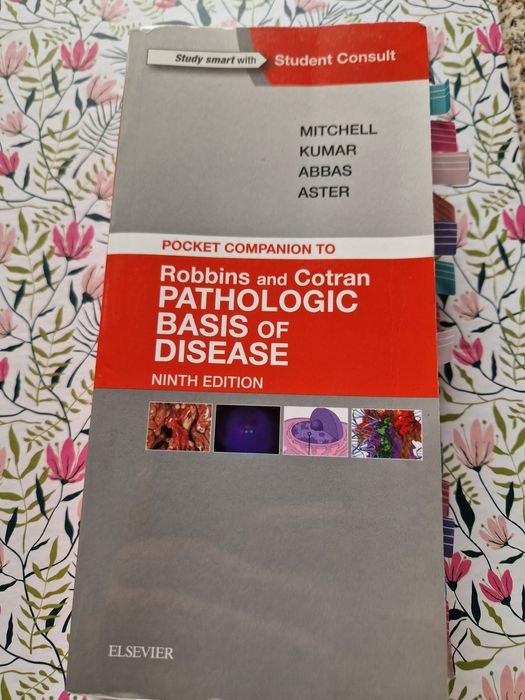 Study smart with Student Consult
MITCHELL
KUMAR
ABBAS
ASTER
POCKET COMPANION TO
Robbins and Cotran
PATHOLOGIC
BASIS OF
DISEASE
NINTH EDITION
ELSEVIER